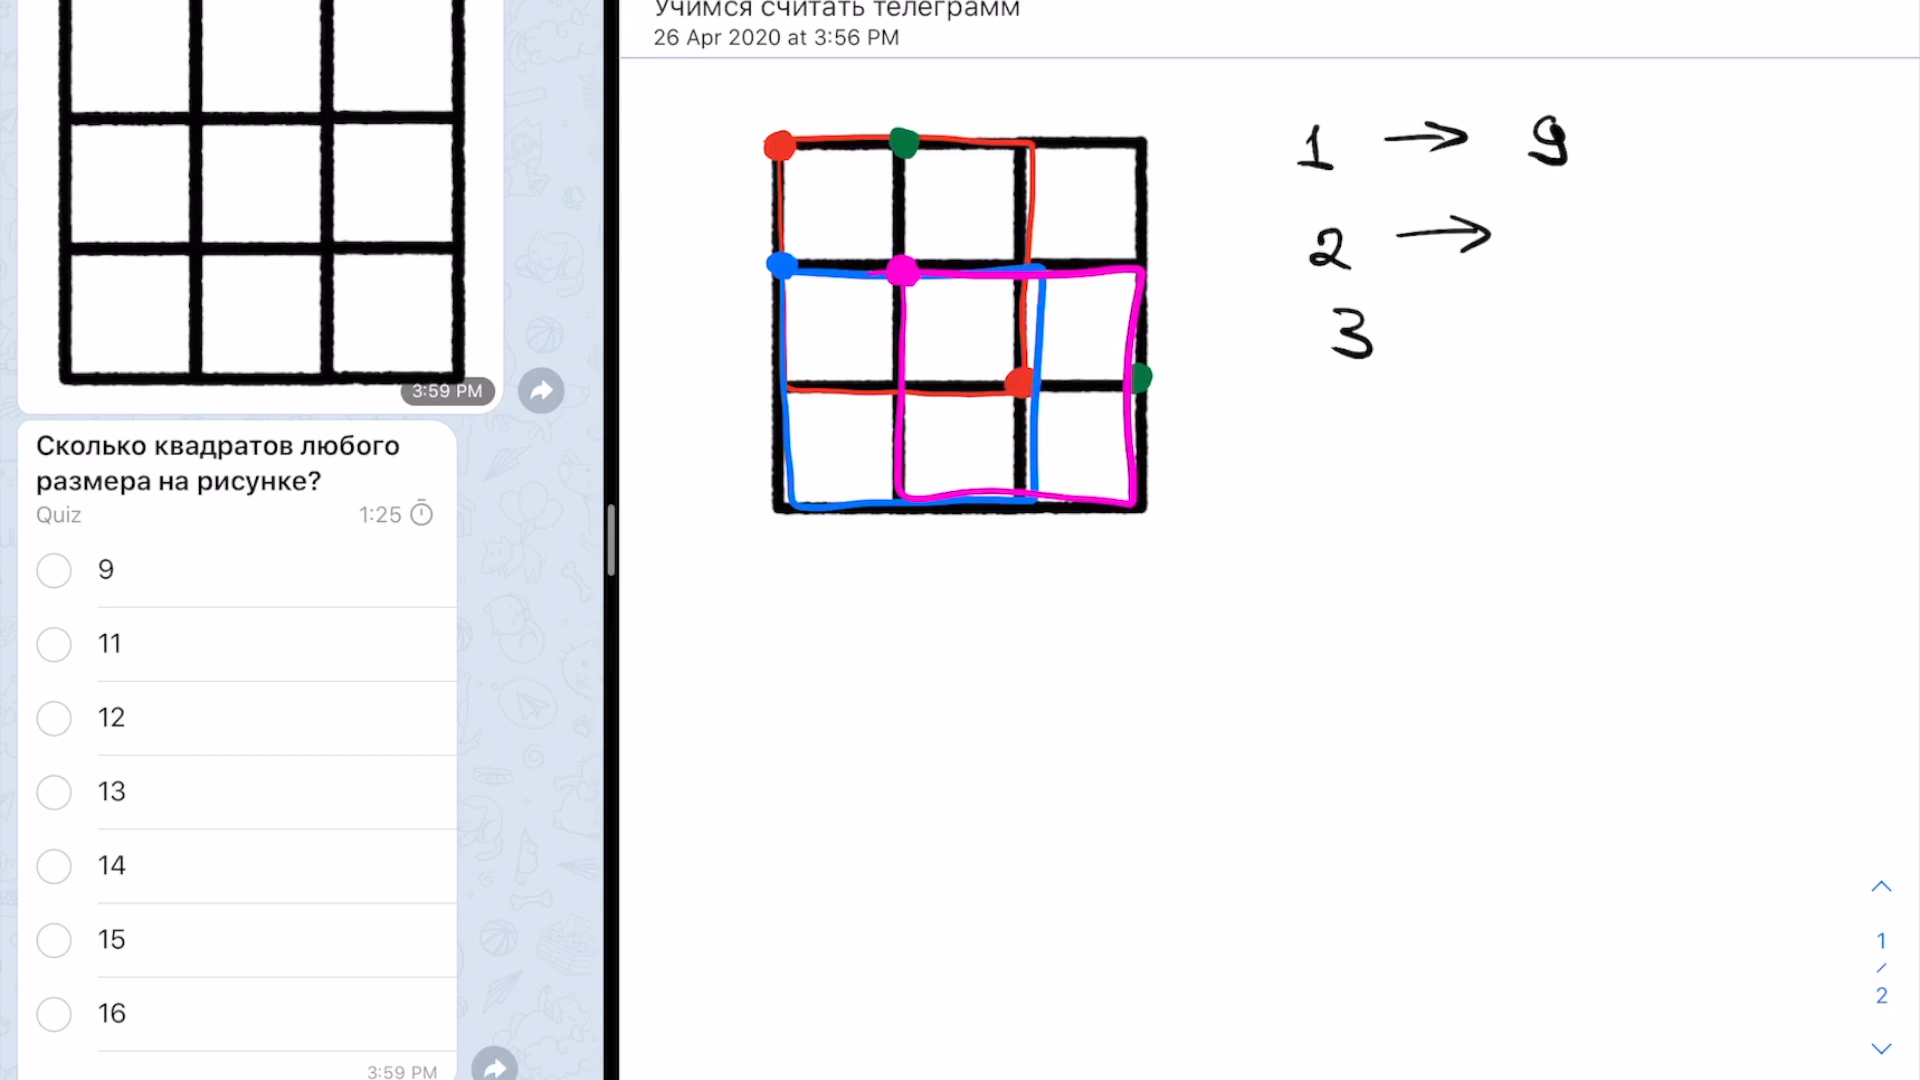 3:59 PM
Сколько квадратов любого
размера на рисунке?
Quiz 1:25
9
11
12
13
14
15
16
3:59 PM
Учимся считать телеграмм
26 Apr 2020 at 3:56 PM
1 → 9
2 →
3
1
/
2